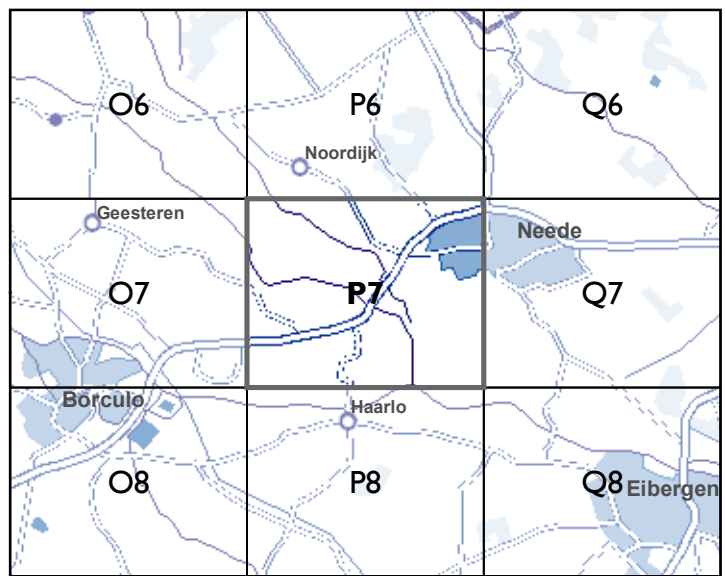 O6
P6
Q6
Noordijk
Geesteren
Neede
O7
P7
Q7
Borculo
Haarlo
O8
P8
Q8
Eibergen